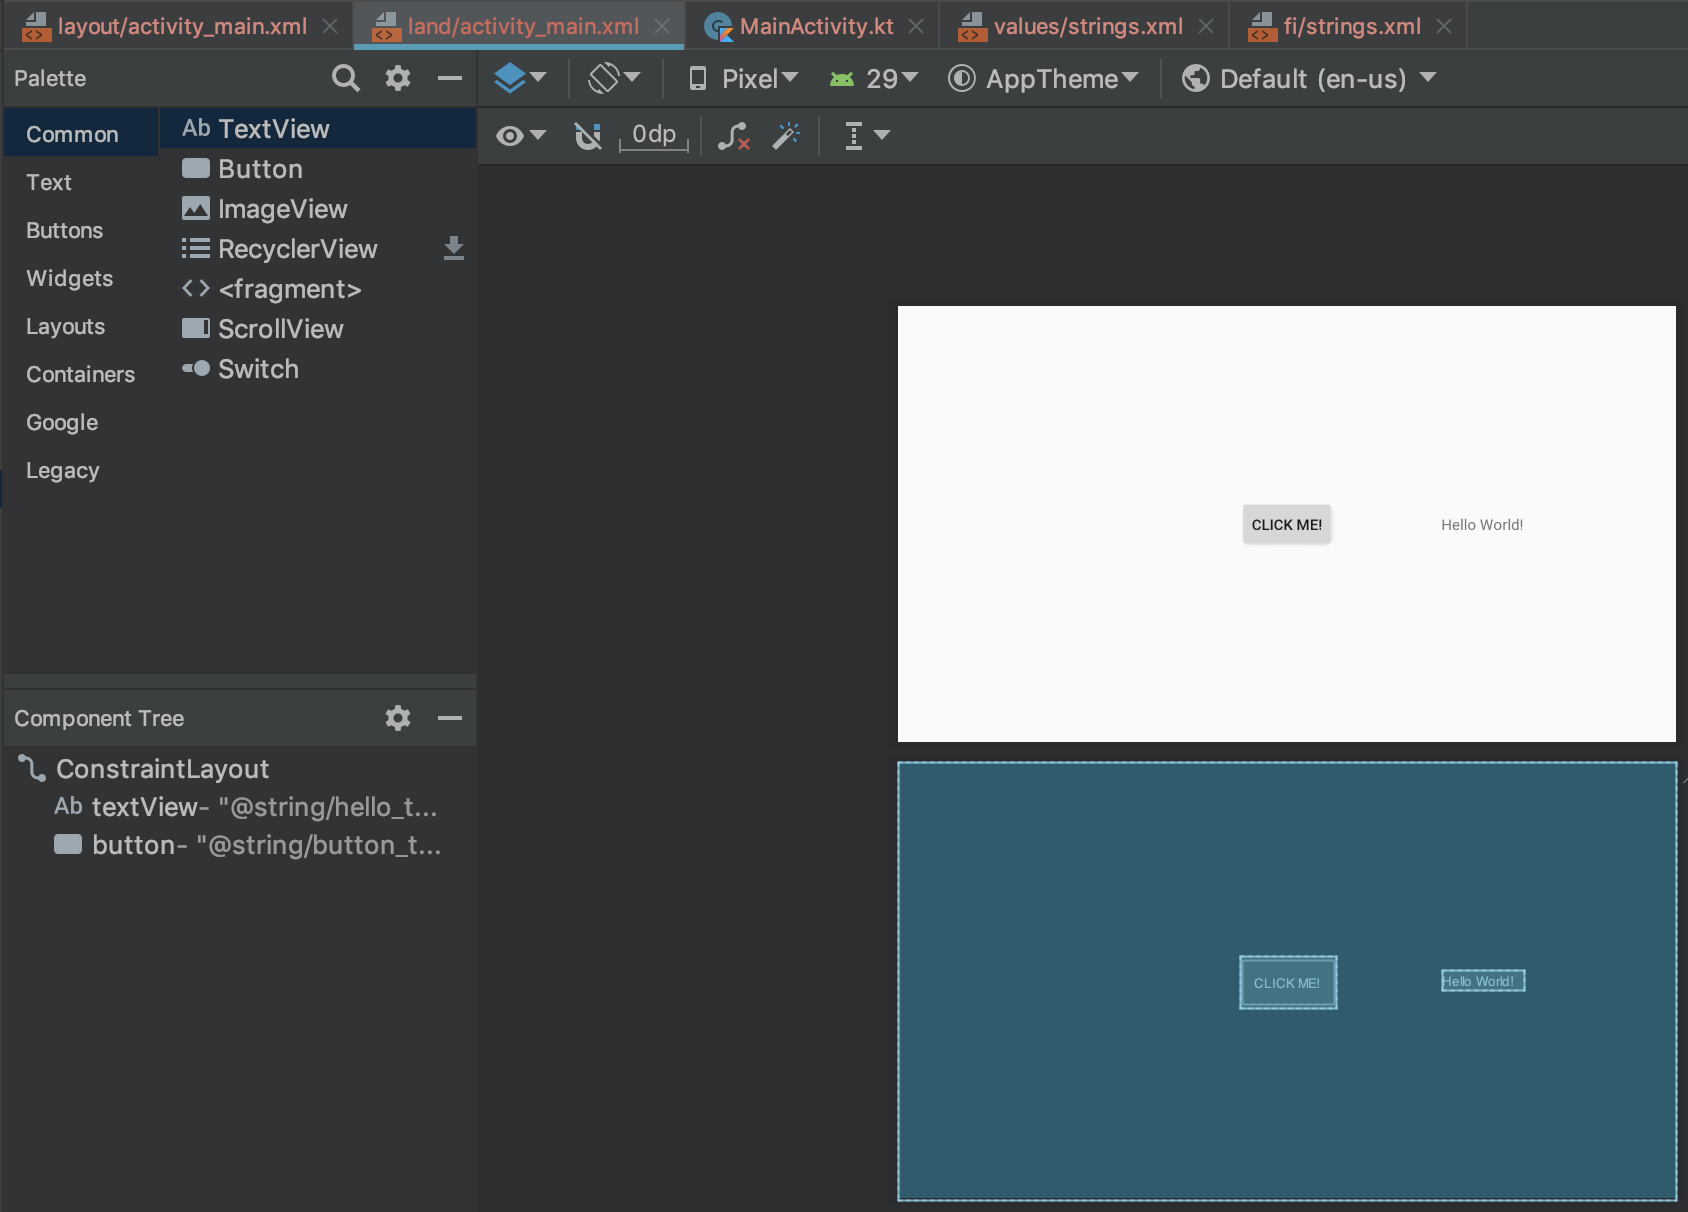 layout/activity_main.xml
land/activity_main.xml
MainActivity.kt
values/strings.xml
fi/strings.xml
Palette
Pixel
29
AppTheme
Default (en-us)
0dp
Common
Text
Buttons
Widgets
Layouts
Containers
Google
Legacy
Ab TextView
Button
ImageView
RecyclerView
<fragment>
ScrollView
Switch
CLICK ME!
Hello World!
Component Tree
ConstraintLayout
Ab textView- "@string/hello_t...
button- "@string/button_t...
CLICK ME!
Hello World!